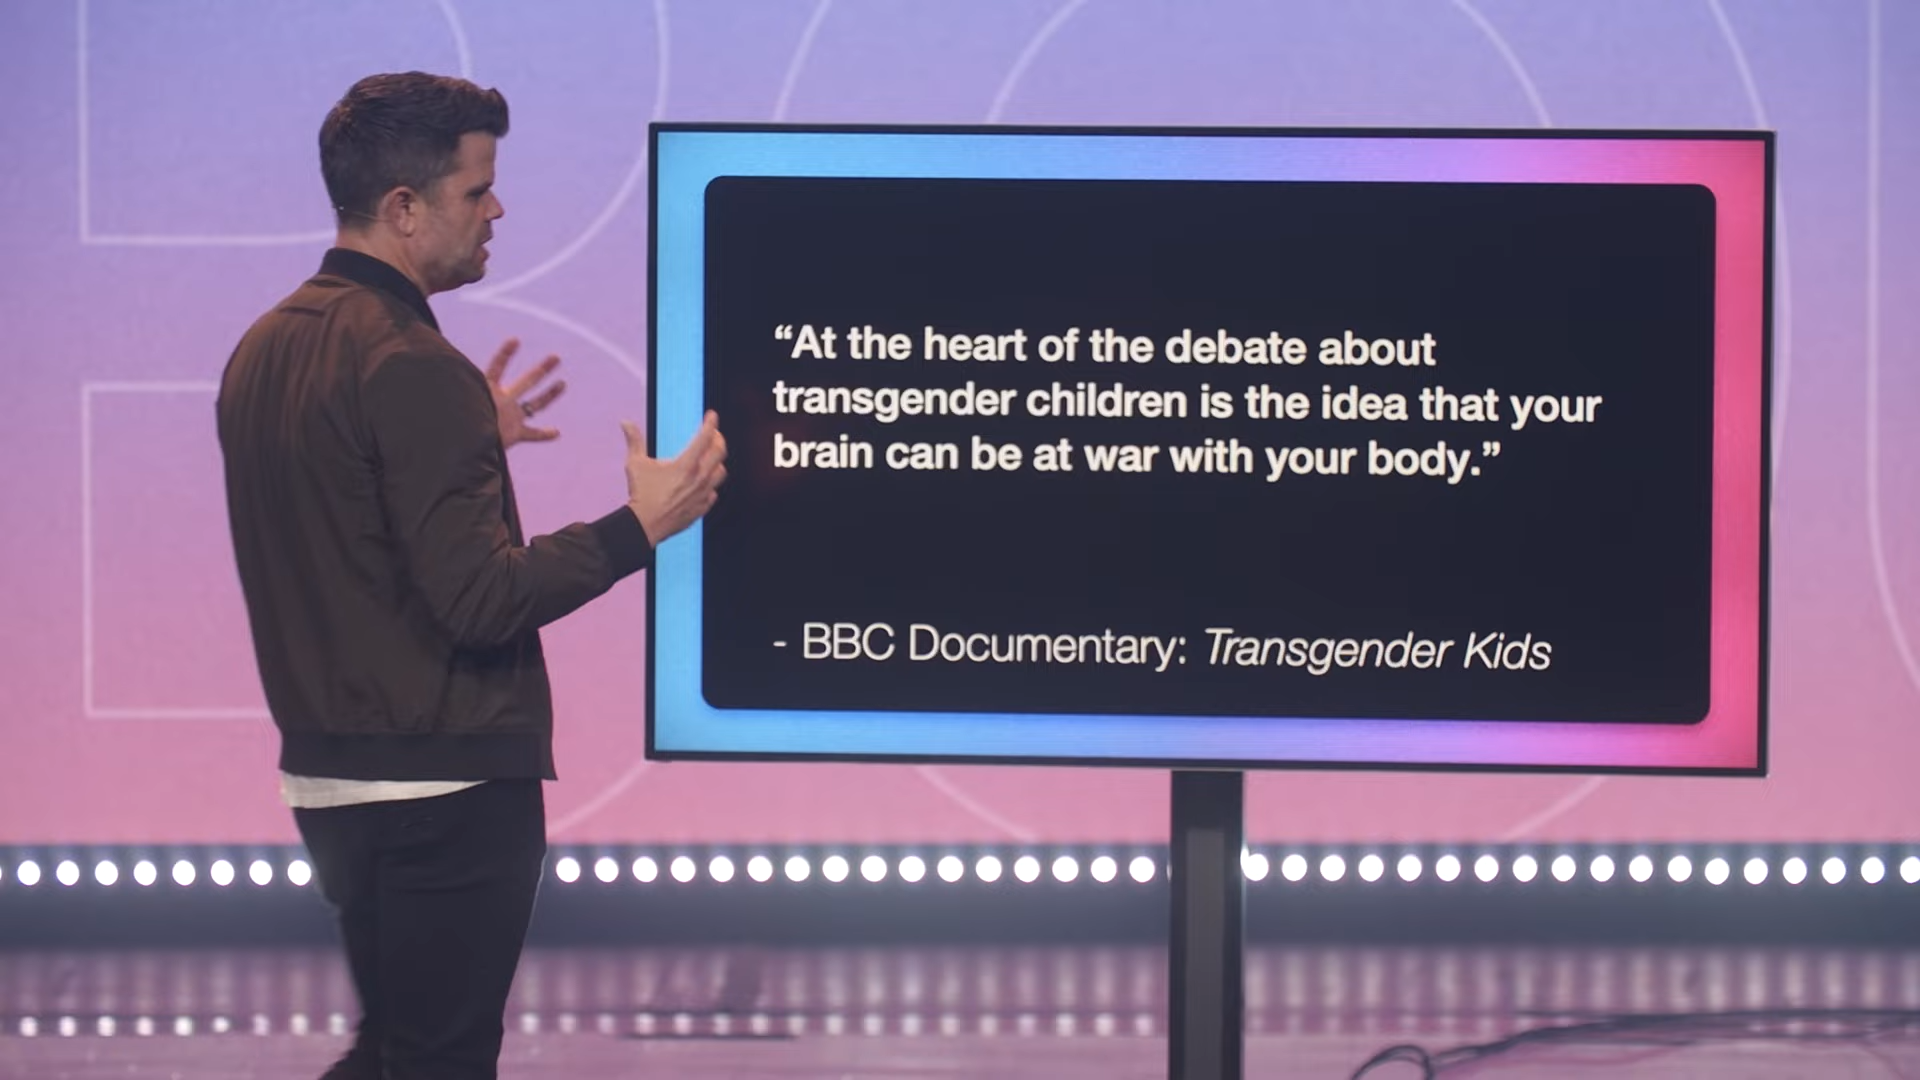 “At the heart of the debate about
transgender children is the idea that your
brain can be at war with your body.”
- BBC Documentary: Transgender Kids